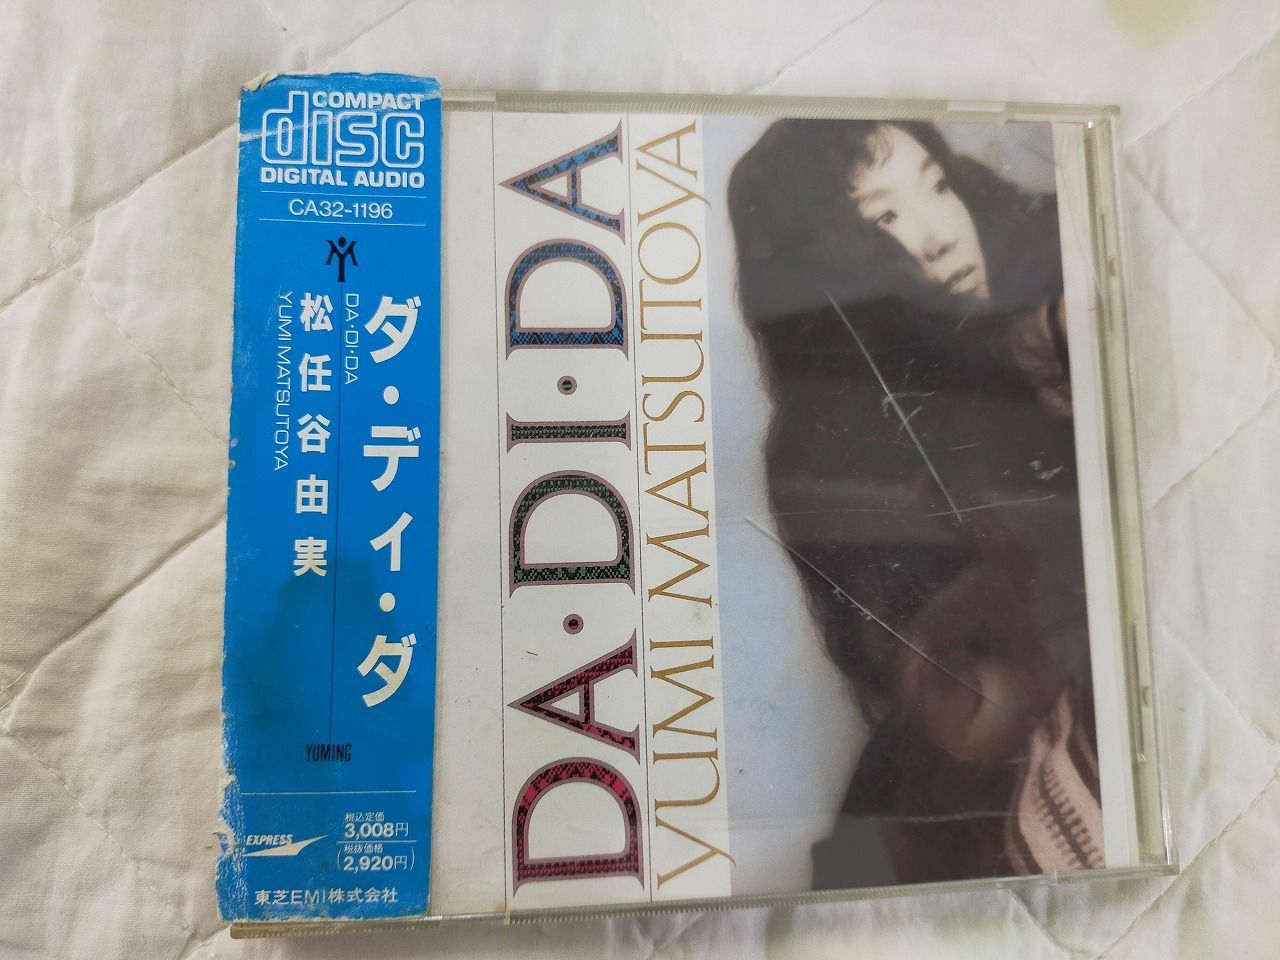 COMPACT
disc
DIGITAL AUDIO
CA32-1196
ダ・ディ・ダ
DA・DI・DA
松任谷由実
YUMI MATSUTOYA
YUMING
EXPRESS
税込定価
3,008円
税抜価格
(2,920円)
東芝EMI株式会社
DA・DI・DA
YUMI MATSUTOYA